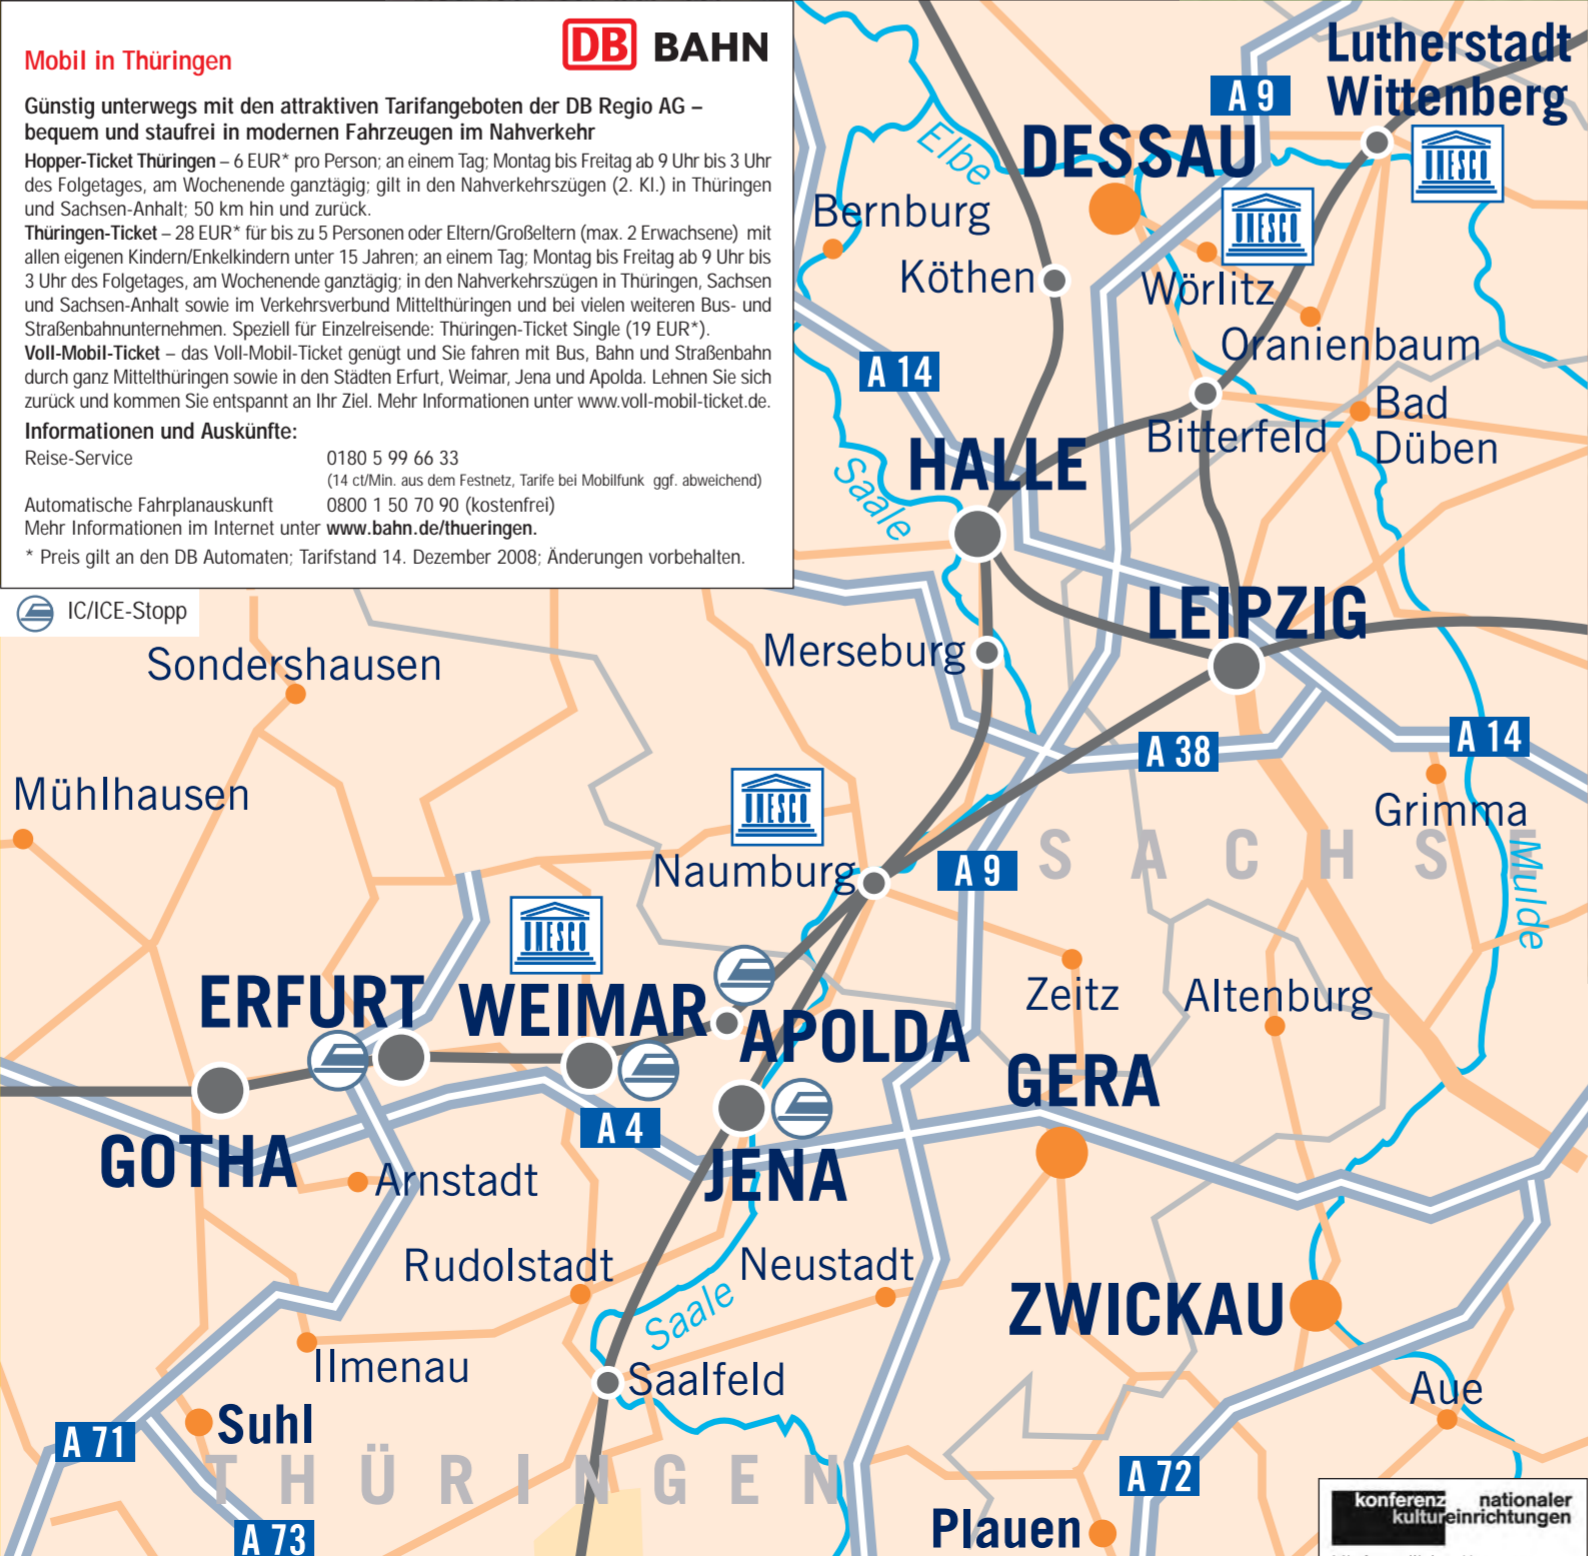 Mobil in Thüringen
DB BAHN
Günstig unterwegs mit den attraktiven Tarifangeboten der DB Regio AG –
bequem und staufrei in modernen Fahrzeugen im Nahverkehr
Hopper-Ticket Thüringen – 6 EUR* pro Person; an einem Tag; Montag bis Freitag ab 9 Uhr bis 3 Uhr
des Folgetages, am Wochenende ganztägig; gilt in den Nahverkehrszügen (2. Kl.) in Thüringen
und Sachsen-Anhalt; 50 km hin und zurück.
Thüringen-Ticket – 28 EUR* für bis zu 5 Personen oder Eltern/Großeltern (max. 2 Erwachsene) mit
allen eigenen Kindern/Enkelkindern unter 15 Jahren; an einem Tag; Montag bis Freitag ab 9 Uhr bis
3 Uhr des Folgetages, am Wochenende ganztägig; in den Nahverkehrszügen in Thüringen, Sachsen
und Sachsen-Anhalt sowie im Verkehrsverbund Mittelthüringen und bei vielen weiteren Bus- und
Straßenbahnunternehmen. Speziell für Einzelreisende: Thüringen-Ticket Single (19 EUR*).
Voll-Mobil-Ticket – das Voll-Mobil-Ticket genügt und Sie fahren mit Bus, Bahn und Straßenbahn
durch ganz Mittelthüringen sowie in den Städten Erfurt, Weimar, Jena und Apolda. Lehnen Sie sich
zurück und kommen Sie entspannt an Ihr Ziel. Mehr Informationen unter www.voll-mobil-ticket.de.
Informationen und Auskünfte:
Reise-Service 0180 5 99 66 33
(14 ct/Min. aus dem Festnetz, Tarife bei Mobilfunk ggf. abweichend)
Automatische Fahrplanauskunft 0800 1 50 70 90 (kostenfrei)
Mehr Informationen im Internet unter www.bahn.de/thueringen.
* Preis gilt an den DB Automaten; Tarifstand 14. Dezember 2008; Änderungen vorbehalten.
IC/ICE-Stopp
Lutherstadt
Wittenberg
A 9
UNESCO
Elbe
DESSAU
UNESCO
Bernburg
Köthen
Wörlitz
Oranienbaum
A 14
Bad
Düben
Bitterfeld
HALLE
Saale
LEIPZIG
Merseburg
Sondershausen
A 38
A 14
Mühlhausen
UNESCO
Grimma
Naumburg
A 9
SACHSE
Mulde
UNESCO
Zeitz
Altenburg
ERFURT
WEIMAR
APOLDA
GERA
A 4
GOTHA
Arnstadt
JENA
Rudolstadt
Neustadt
Saale
ZWICKAU
Ilmenau
Saalfeld
Aue
Suhl
A 71
THÜRINGEN
A 72
A 73
Plauen
konferenz nationaler
kultureinrichtungen